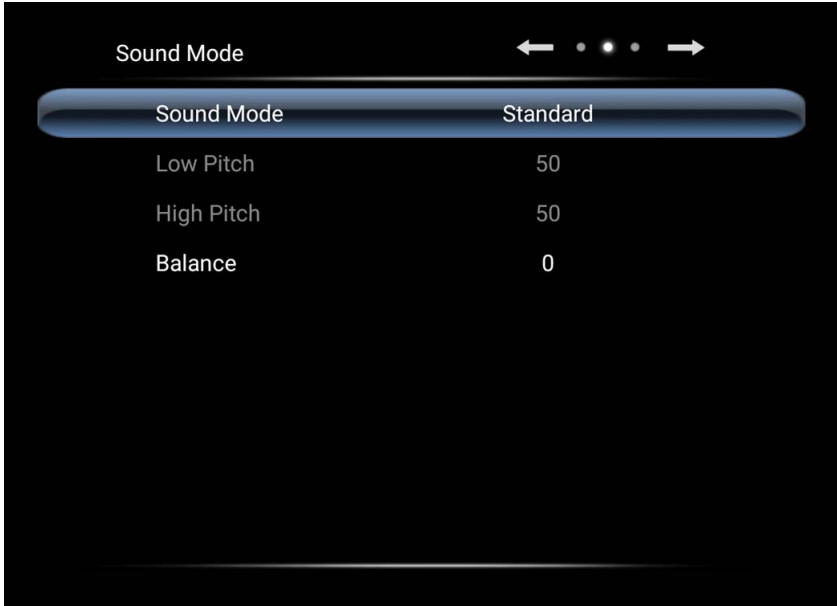 Sound Mode
Sound Mode Standard
Low Pitch 50
High Pitch 50
Balance 0